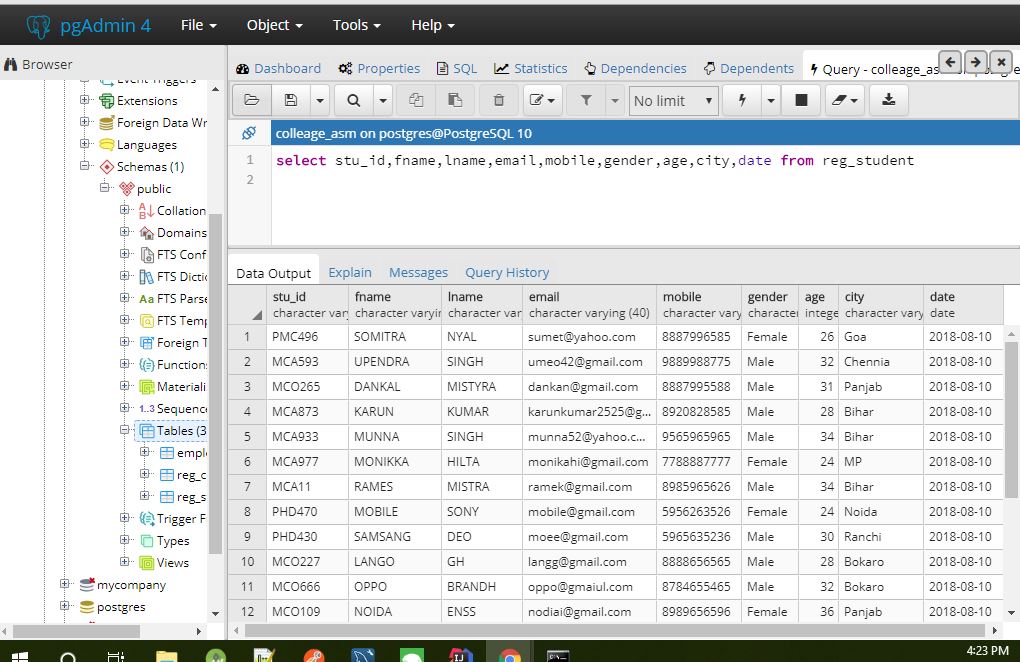 pgAdmin 4 File Object Tools Help
Browser
Dashboard Properties SQL Statistics Dependencies Dependents Query - colleage_as
Event Triggers
Extensions
Foreign Data Wr
Languages
Schemas (1)
public
Collation
Domains
FTS Conf
FTS Dictic
FTS Parse
FTS Temp
Foreign T
Functions
Materiali
1..3 Sequence
Tables (3
empl
reg_c
reg_s
Trigger F
Types
Views
mycompany
postgres
No limit
colleage_asm on postgres@PostgreSQL 10
1 select stu_id,fname,lname,email,mobile,gender,age,city,date from reg_student
2
Data Output Explain Messages Query History
stu_id fname lname email mobile gender age city date
character vary character varyin character var character varying (40) character vary character intege character vary date
1 PMC496 SOMITRA NYAL sumet@yahoo.com 8887996585 Female 26 Goa 2018-08-10
2 MCA593 UPENDRA SINGH umeo42@gmail.com 9889988775 Male 32 Chennia 2018-08-10
3 MCO265 DANKAL MISTYRA dankan@gmail.com 8887995588 Male 31 Panjab 2018-08-10
4 MCA873 KARUN KUMAR karunkumar2525@g... 8920828585 Male 28 Bihar 2018-08-10
5 MCA933 MUNNA SINGH munna52@yahoo.c... 9565965965 Male 34 Bihar 2018-08-10
6 MCA977 MONIKKA HILTA monikahi@gmail.com 7788887777 Female 24 MP 2018-08-10
7 MCA11 RAMES MISTRA ramek@gmail.com 8985965626 Male 34 Bihar 2018-08-10
8 PHD470 MOBILE SONY mobile@gmail.com 5956263526 Female 24 Noida 2018-08-10
9 PHD430 SAMSANG DEO moee@gmail.com 5965635236 Male 30 Ranchi 2018-08-10
10 MCO227 LANGO GH langg@gmail.com 8888656565 Male 28 Bokaro 2018-08-10
11 MCO666 OPPO BRANDH oppo@gmaiul.com 8784655465 Male 32 Bokaro 2018-08-10
12 MCO109 NOIDA ENSS nodiai@gmail.com 8989656596 Female 36 Panjab 2018-08-10
4:23 PM